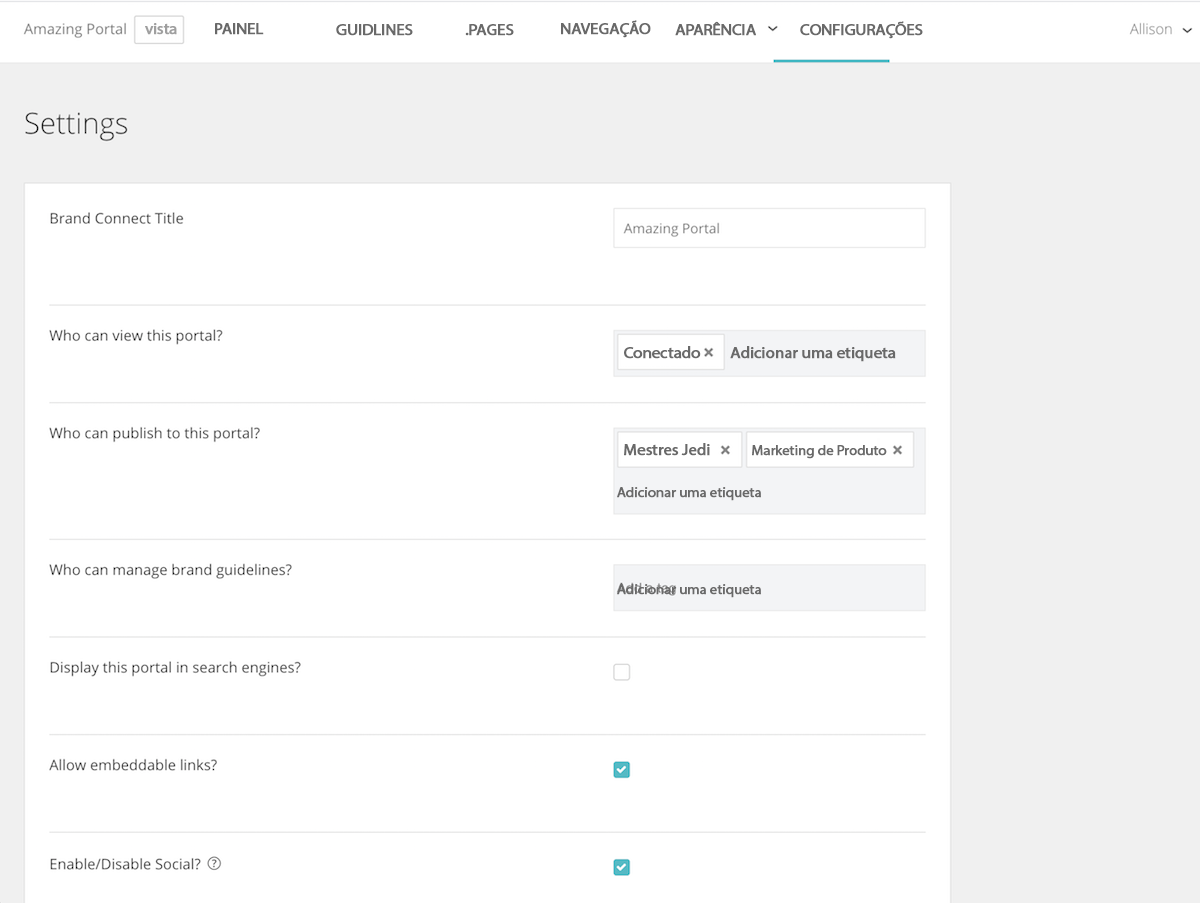 Amazing Portal vista PAINEL GUIDLINES .PAGES NAVEGAÇÃO APARÊNCIA CONFIGURAÇÕES Allison
Settings
Brand Connect Title
Amazing Portal
Who can view this portal?
Conectado × Adicionar uma etiqueta
Who can publish to this portal?
Mestres Jedi × Marketing de Produto ×
Adicionar uma etiqueta
Who can manage brand guidelines?
Adicionar uma etiqueta
Display this portal in search engines?
Allow embeddable links?
Enable/Disable Social? ?